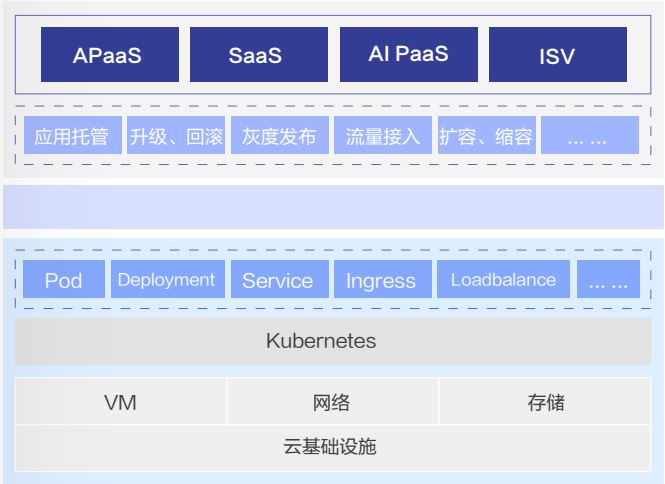 APaaS SaaS AI PaaS ISV
应用托管 升级、回滚 灰度发布 流量接入 扩容、缩容 ... ...
Pod Deployment Service Ingress Loadbalance ... ...
Kubernetes
VM 网络 存储
云基础设施